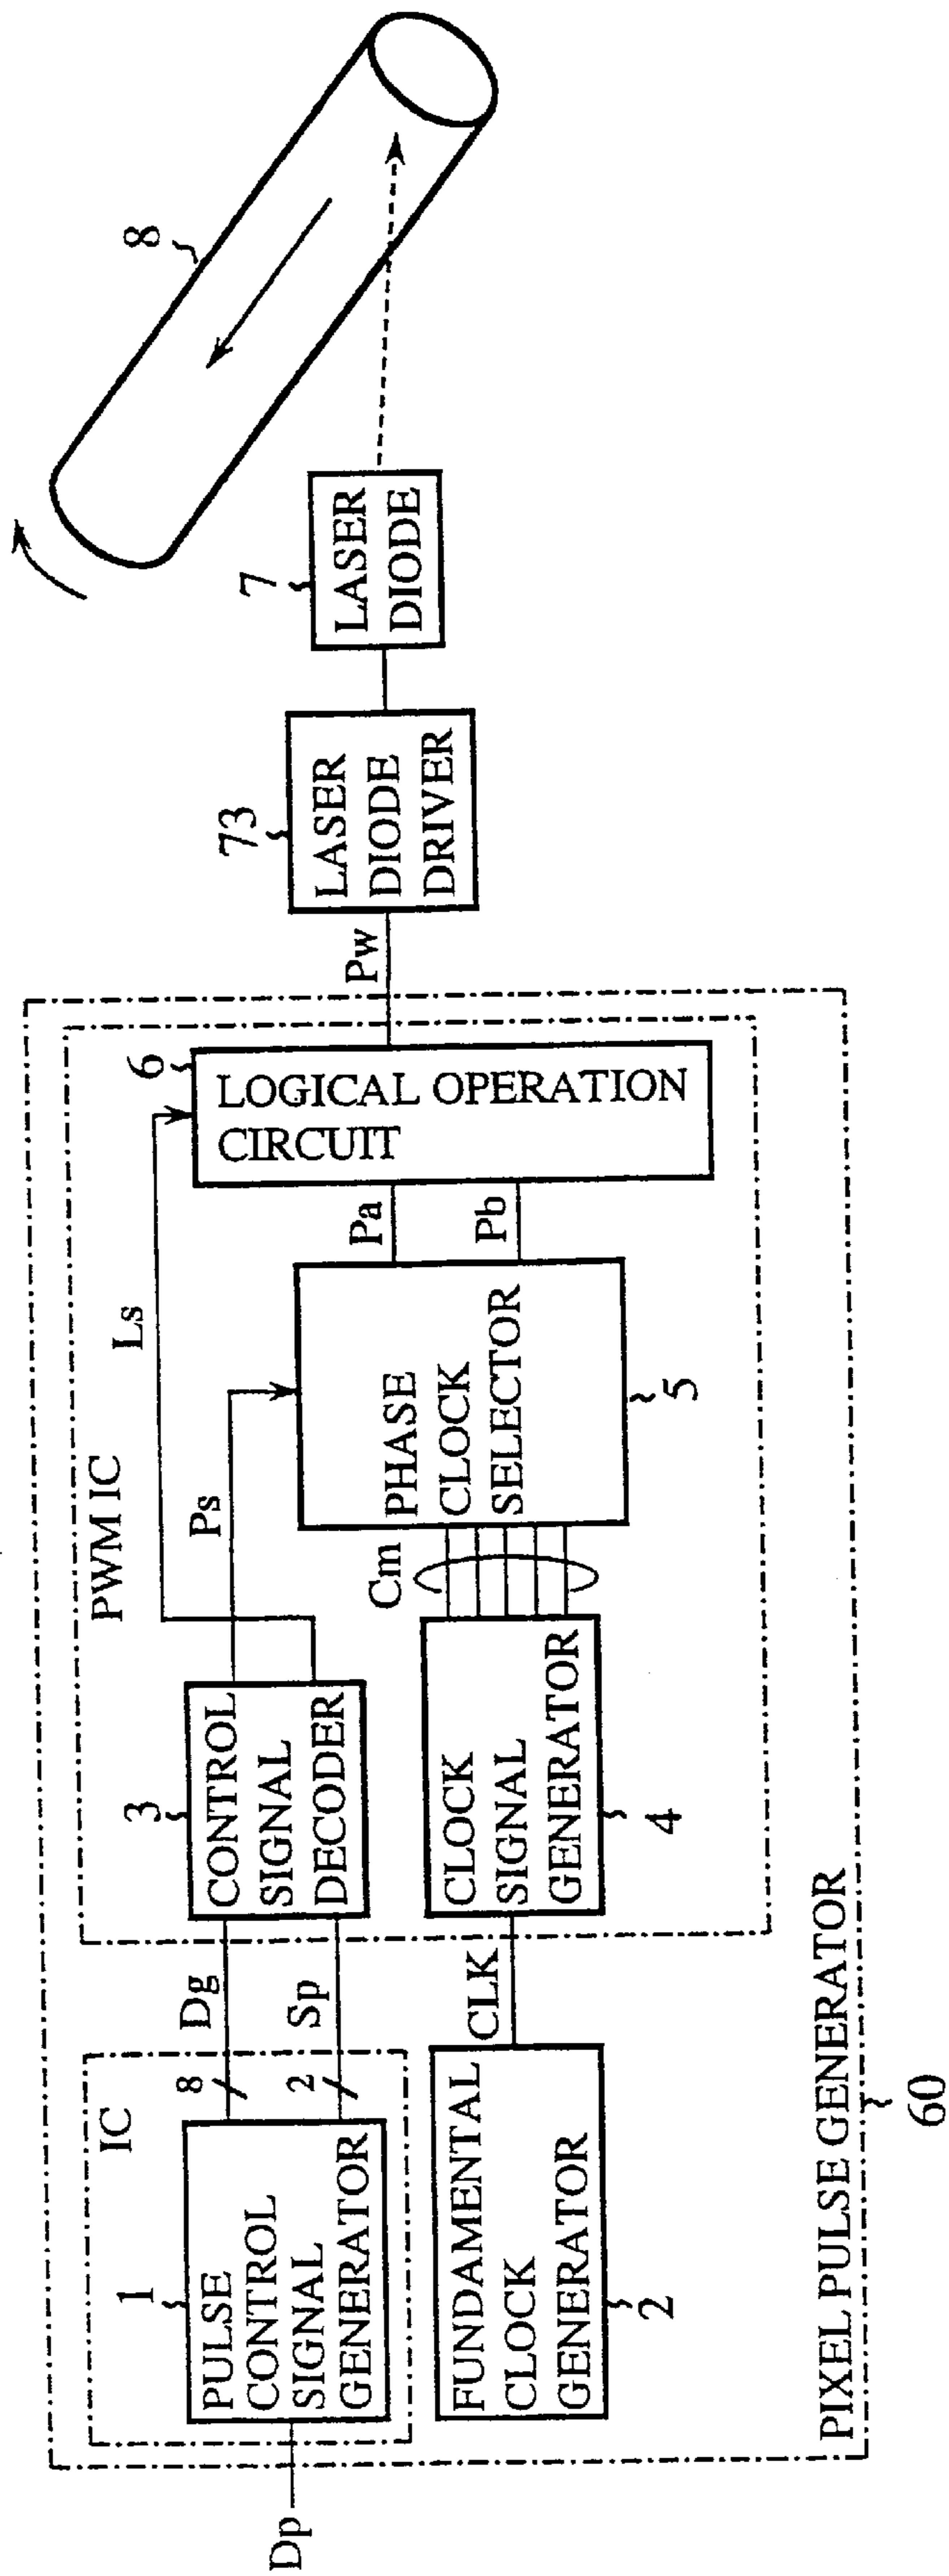 Dp
IC
1
PULSE
CONTROL
SIGNAL
GENERATOR
8
Dg
2
Sp
FUNDAMENTAL
CLOCK
GENERATOR
2
CLK
PWM IC
3
CONTROL
SIGNAL
DECODER
Ps
Ls
CLOCK
SIGNAL
GENERATOR
4
Cm
PHASE
CLOCK
SELECTOR
5
Pa
Pb
6
LOGICAL OPERATION
CIRCUIT
Pw
73
LASER
DIODE
DRIVER
7
LASER
DIODE
8
PIXEL PULSE GENERATOR
60